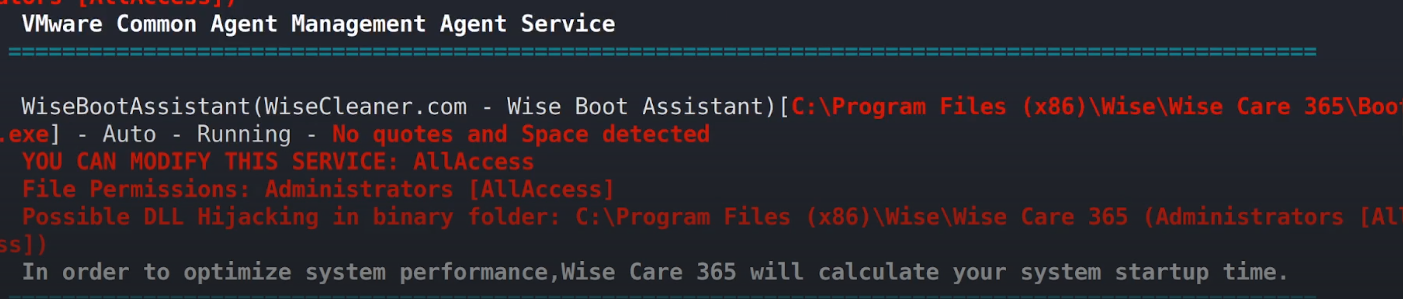 ators [AllAccess])
VMware Common Agent Management Agent Service
=================================================================================================
WiseBootAssistant(WiseCleaner.com - Wise Boot Assistant)[C:\Program Files (x86)\Wise\Wise Care 365\Boo
.exe] - Auto - Running - No quotes and Space detected
YOU CAN MODIFY THIS SERVICE: AllAccess
File Permissions: Administrators [AllAccess]
Possible DLL Hijacking in binary folder: C:\Program Files (x86)\Wise\Wise Care 365 (Administrators [Al
ss])
In order to optimize system performance,Wise Care 365 will calculate your system startup time.
=================================================================================================